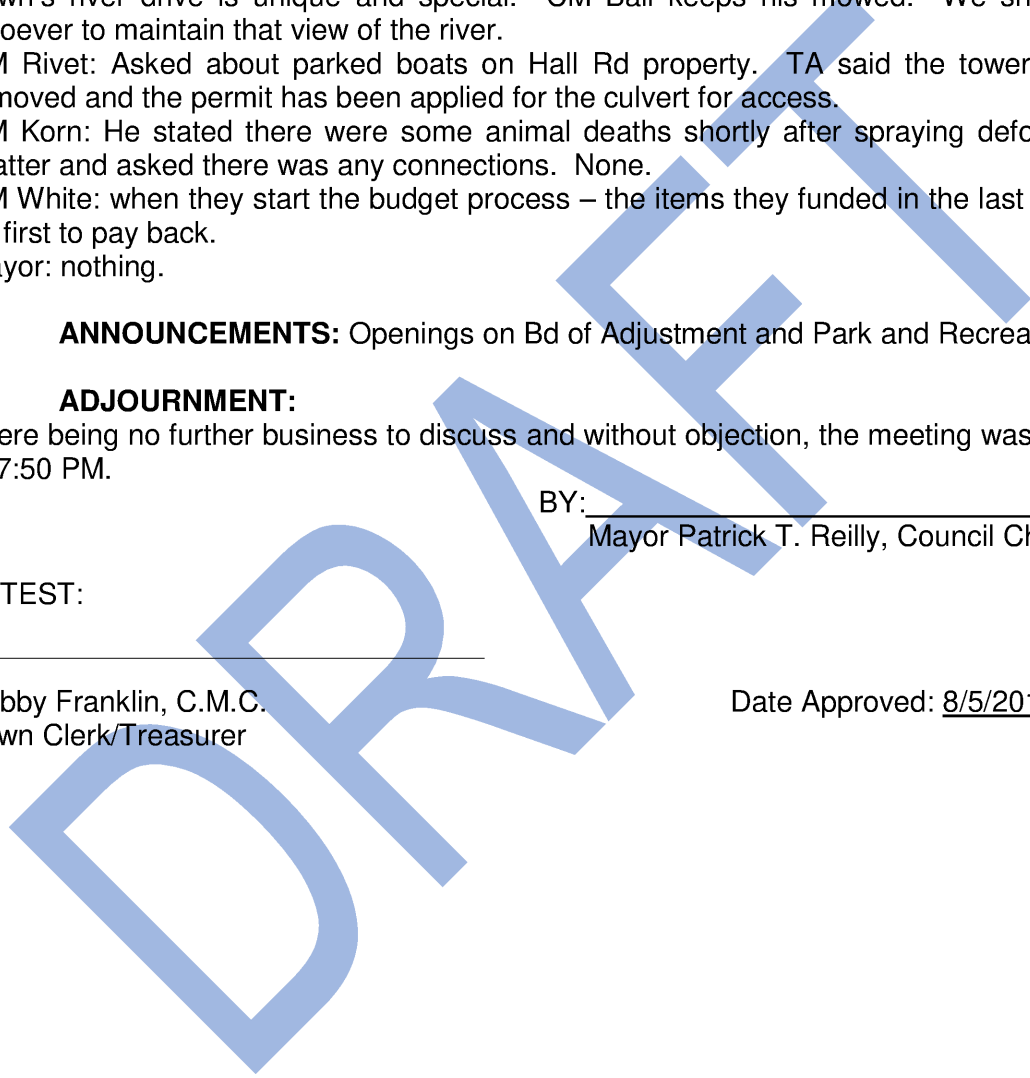 wn's river drive is unique and special. CM Ball keeps his mowed. We sh
oever to maintain that view of the river.
M Rivet: Asked about parked boats on Hall Rd property. TA said the tower
moved and the permit has been applied for the culvert for access.
M Korn: He stated there were some animal deaths shortly after spraying defo
atter and asked there was any connections. None.
M White: when they start the budget process – the items they funded in the last
first to pay back.
yor: nothing.
ANNOUNCEMENTS: Openings on Bd of Adjustment and Park and Recrea
ADJOURNMENT:
ere being no further business to discuss and without objection, the meeting was
7:50 PM.
BY:
Mayor Patrick T. Reilly, Council Ch
TEST:
bby Franklin, C.M.C.
Date Approved: 8/5/201
wn Clerk/Treasurer
DRAFT